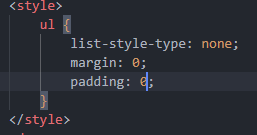 <style>
ul {
list-style-type: none;
margin: 0;
padding: 0;
}
</style>